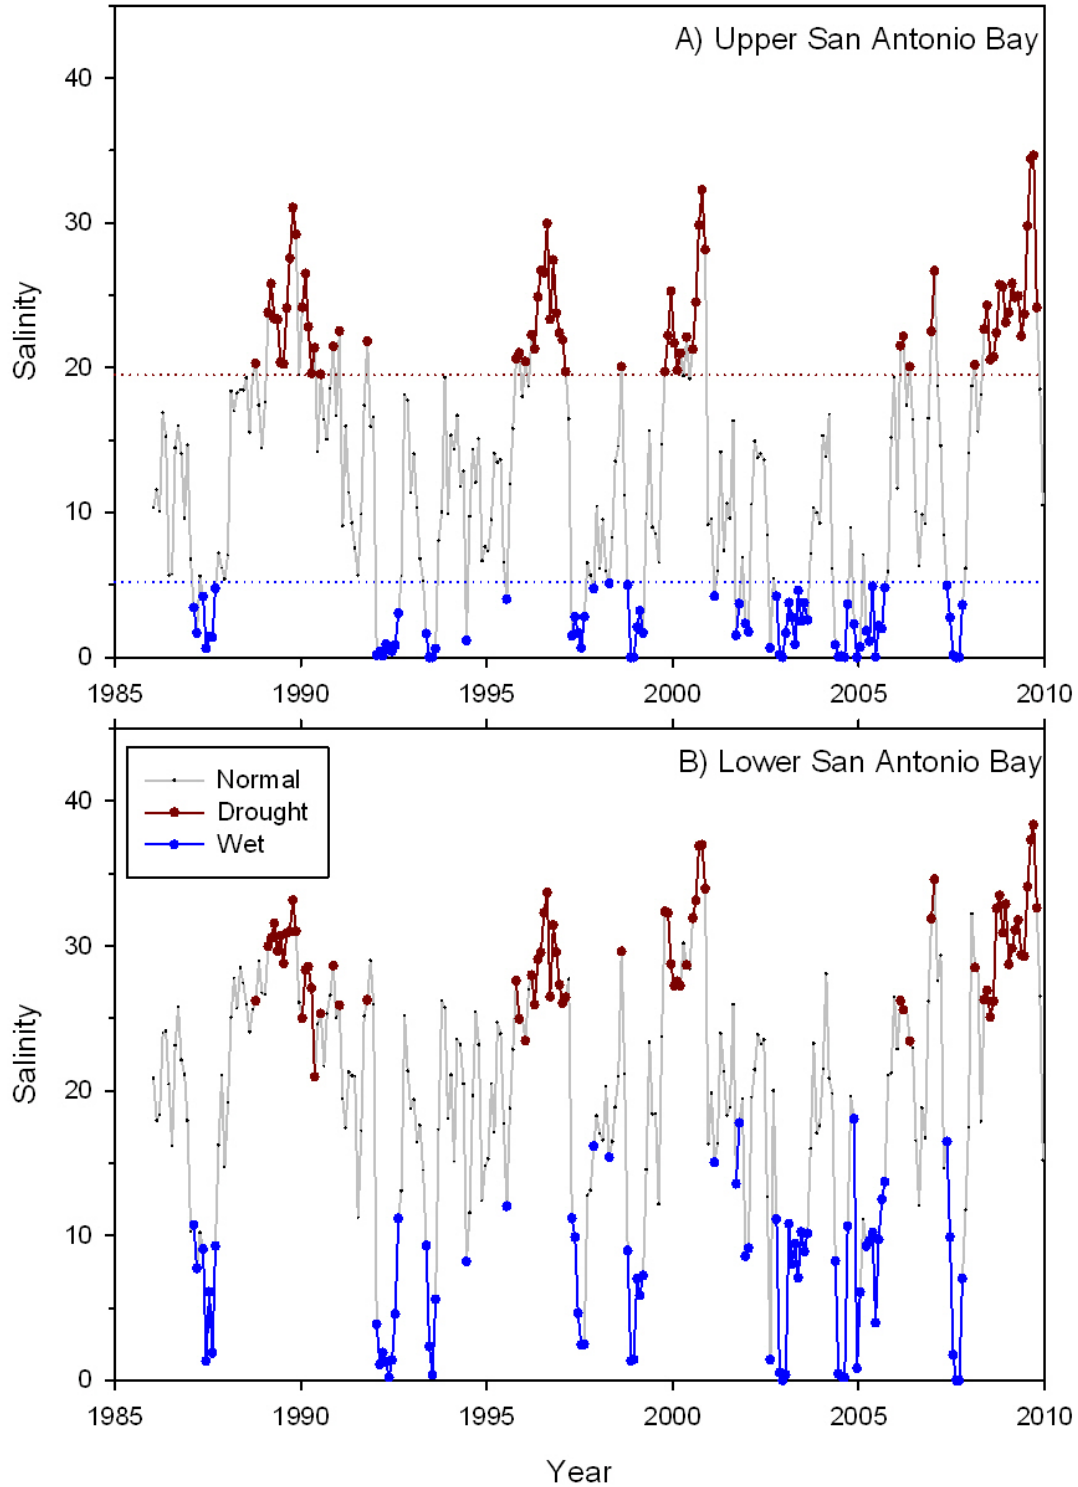 A) Upper San Antonio Bay
40
30
20
10
0
Salinity
1985 1990 1995 2000 2005 2010
B) Lower San Antonio Bay
Normal
Drought
Wet
40
30
20
10
0
Salinity
1985 1990 1995 2000 2005 2010
Year